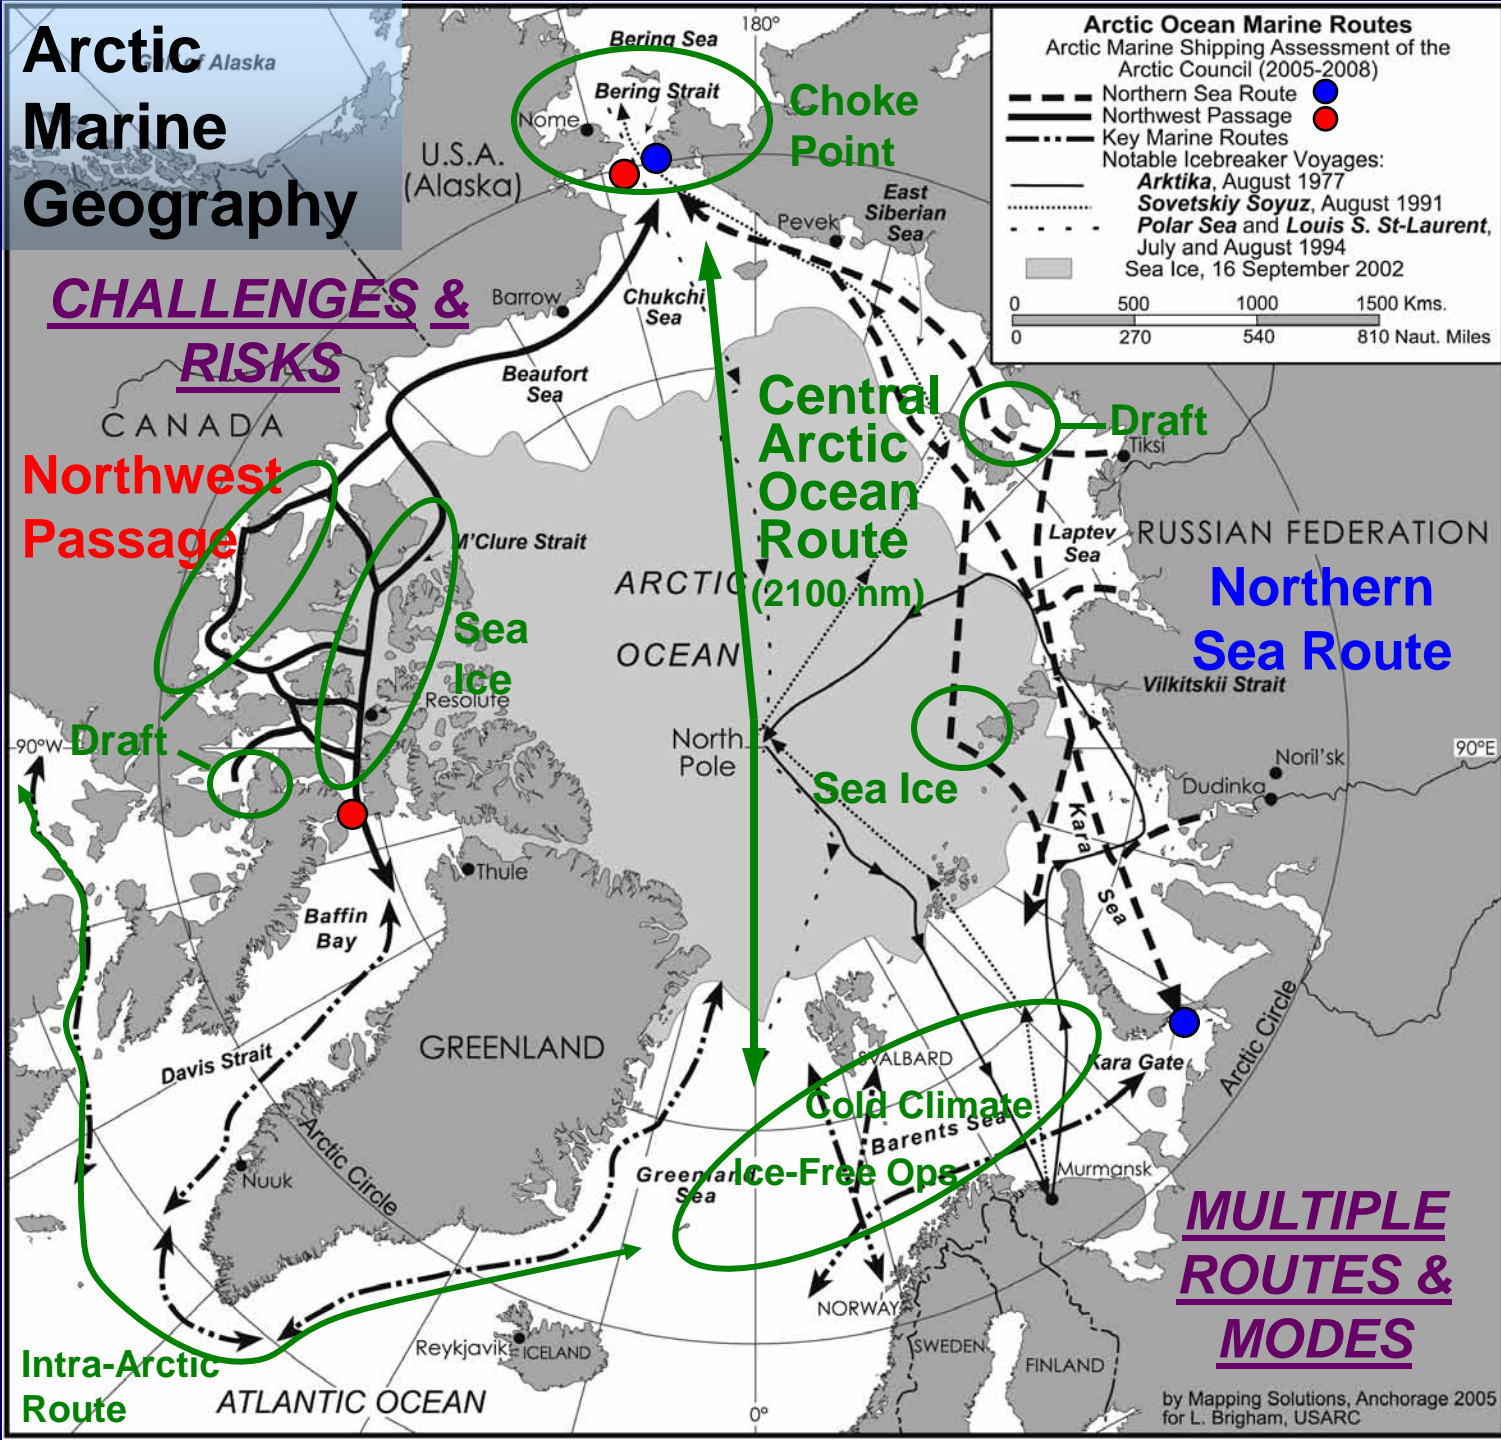 Arctic
Marine
Geography
Gulf of Alaska
CHALLENGES &
RISKS
180°
Bering Sea
Bering Strait
Nome
Choke
Point
U.S.A.
(Alaska)
East
Siberian
Sea
Pevek
Barrow
Chukchi
Sea
Beaufort
Sea
Arctic Ocean Marine Routes
Arctic Marine Shipping Assessment of the
Arctic Council (2005-2008)
Northern Sea Route
Northwest Passage
Key Marine Routes
Notable Icebreaker Voyages:
Arktika, August 1977
Sovetskiy Soyuz, August 1991
Polar Sea and Louis S. St-Laurent,
July and August 1994
Sea Ice, 16 September 2002
0 500 1000 1500 Kms.
0 270 540 810 Naut. Miles
CANADA
Northwest
Passage
Central
Arctic
Ocean
Route
(2100 nm)
Draft
Tiksi
M'Clure Strait
ARCTIC
OCEAN
Laptev
Sea
RUSSIAN FEDERATION
Northern
Sea Route
Sea
Ice
Resolute
Vilkitskii Strait
Draft
90°W
North
Pole
Sea Ice
90°E
Noril'sk
Dudinka
Kara
Sea
Thule
Baffin
Bay
Davis Strait
GREENLAND
SVALBARD
Kara Gate
Arctic Circle
Cold Climate
Barents Sea
Ice-Free Ops
Greenland
Sea
Murmansk
Arctic Circle
Nuuk
MULTIPLE
ROUTES &
MODES
NORWAY
SWEDEN
FINLAND
Reykjavik
ICELAND
Intra-Arctic
Route
ATLANTIC OCEAN
0°
by Mapping Solutions, Anchorage 2005
for L. Brigham, USARC